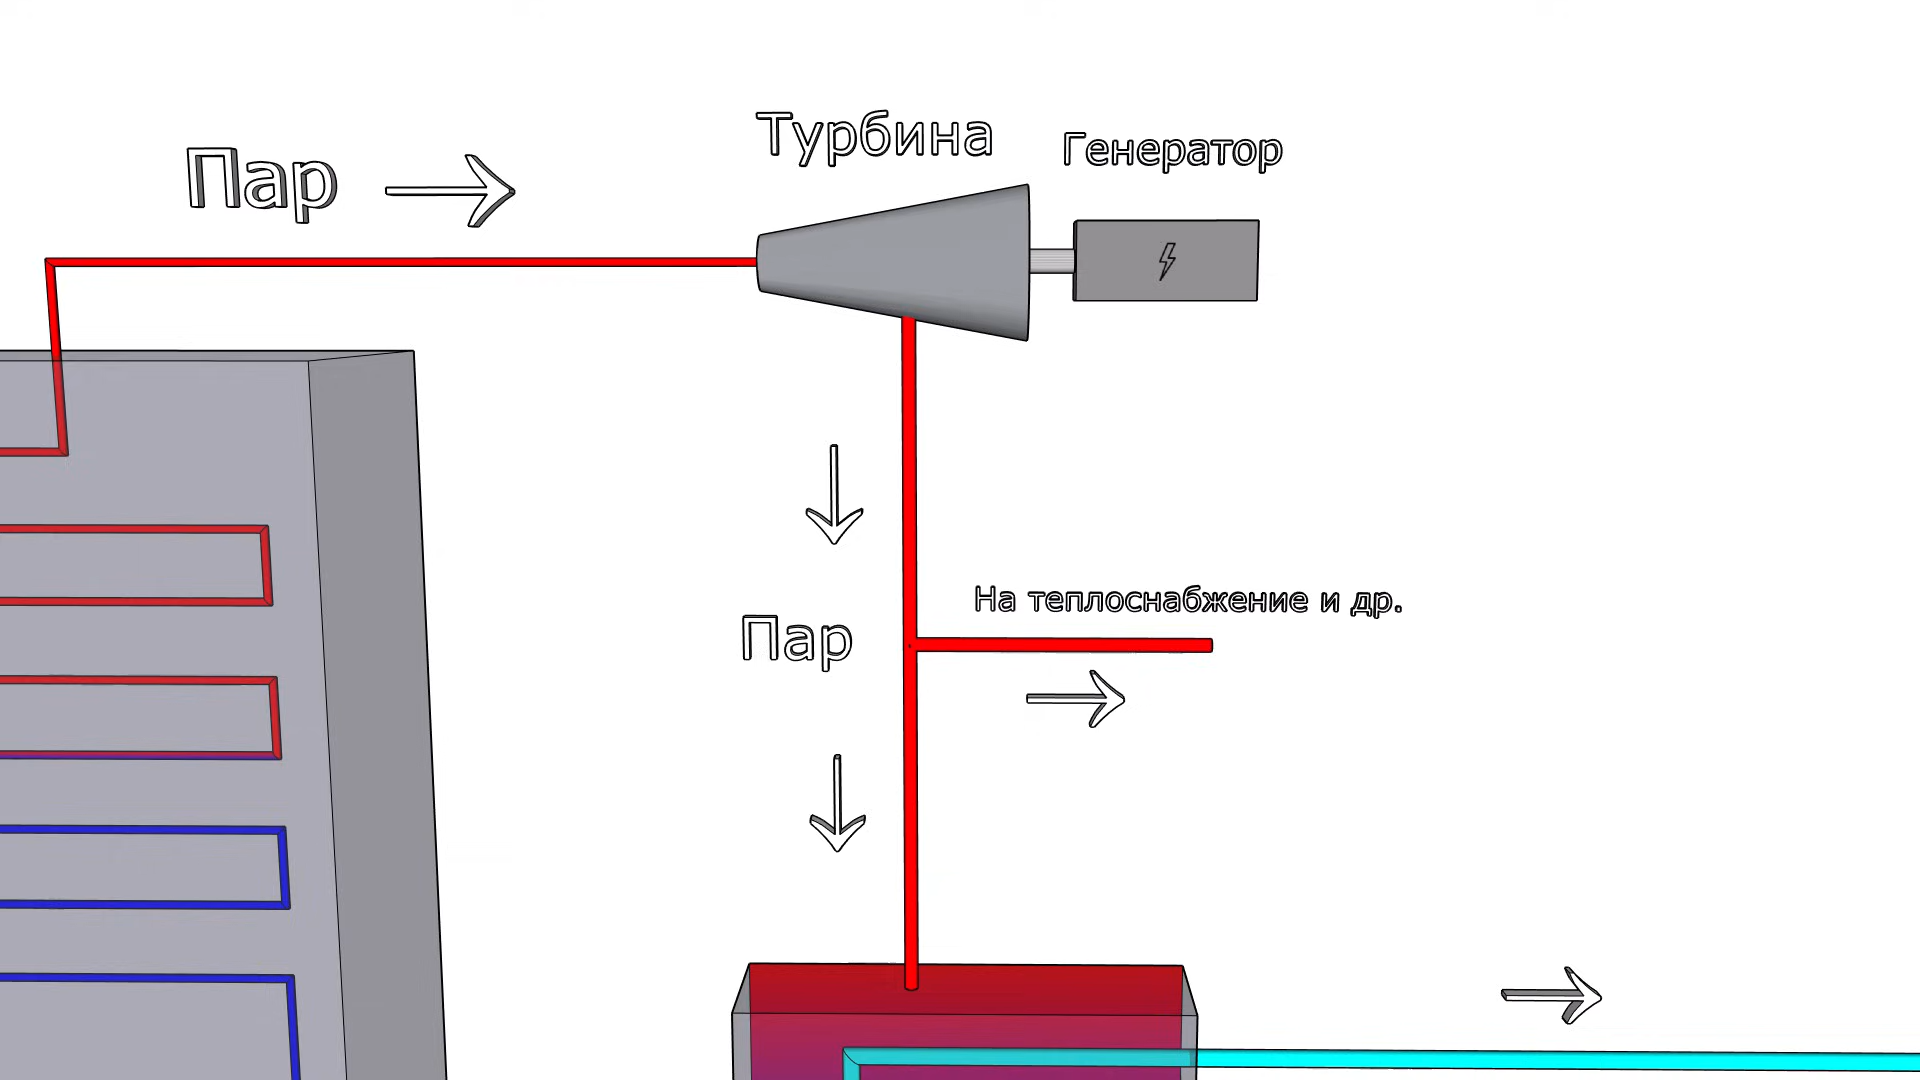 Турбина
Генератор
Пар
На теплоснабжение и др.
Пар